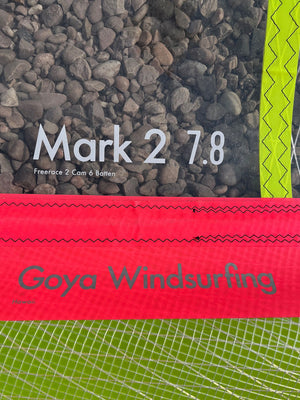 Mark 2 7.8
Freerace 2 Cam 6 Batten
Goya Windsurfing